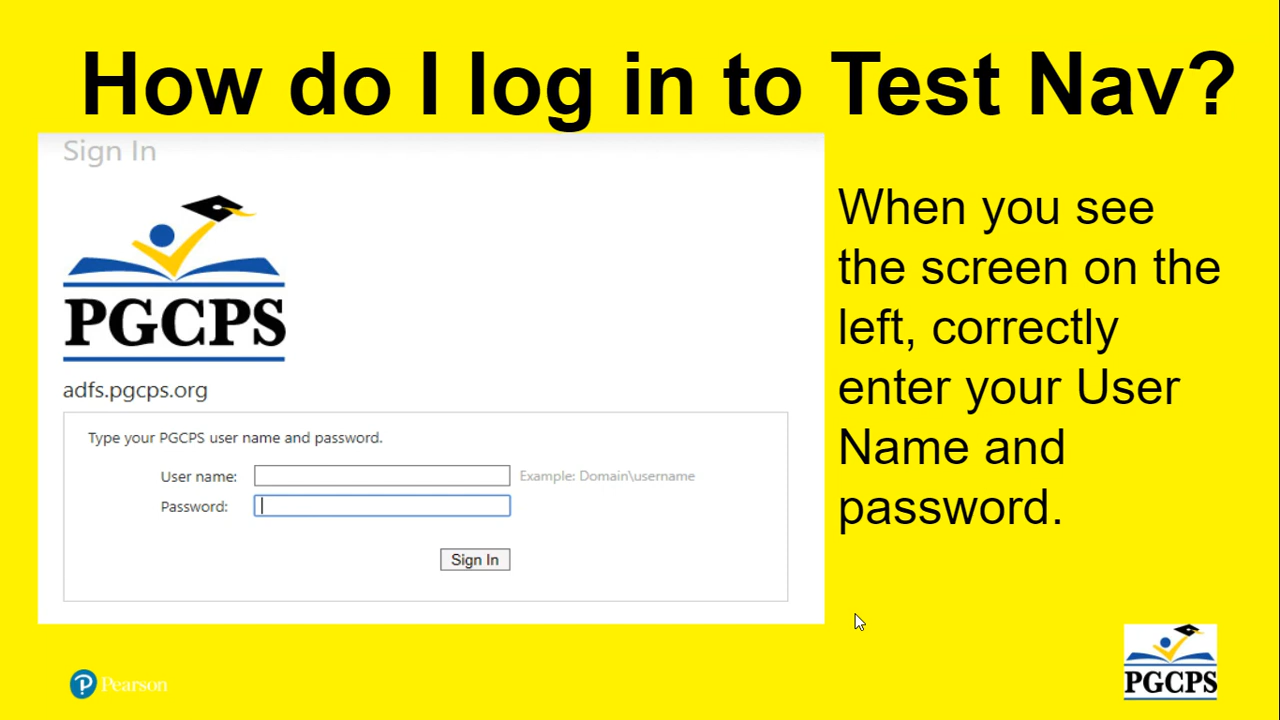 How do I log in to Test Nav?
Sign In
PGCPS
adfs.pgcps.org
Type your PGCPS user name and password.
User name: Example: Domain\username
Password:
Sign In
When you see
the screen on the
left, correctly
enter your User
Name and
password.
P Pearson
PGCPS